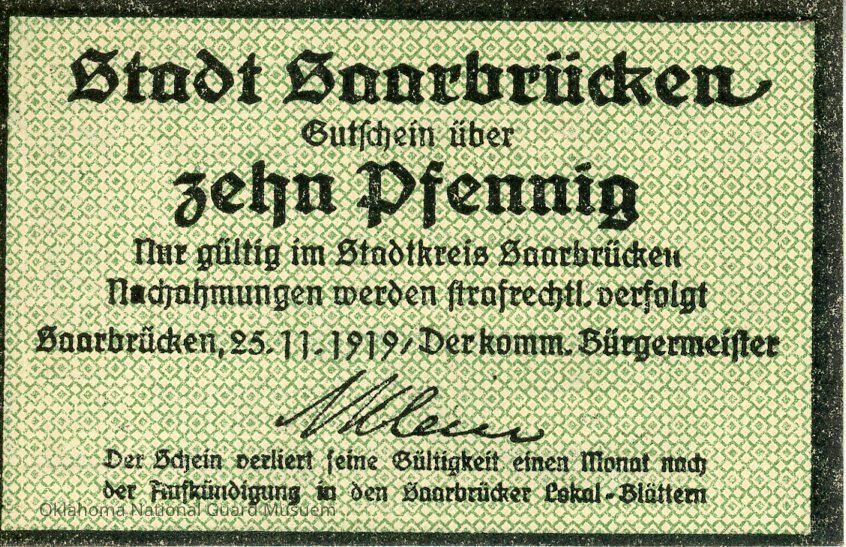 Stadt Saarbrücken
Gutschein über
zehn Pfennig
Nur gültig im Stadtkreis Saarbrücken
Nachahmungen werden strafrechtl. verfolgt
Saarbrücken, 25.11.1919, Der komm. Bürgermeister
Der Schein verliert seine Gültigkeit einen Monat nach
der Aufkündigung in den Saarbrücker Lokal-Blättern
Oklahoma National Guard Musuem